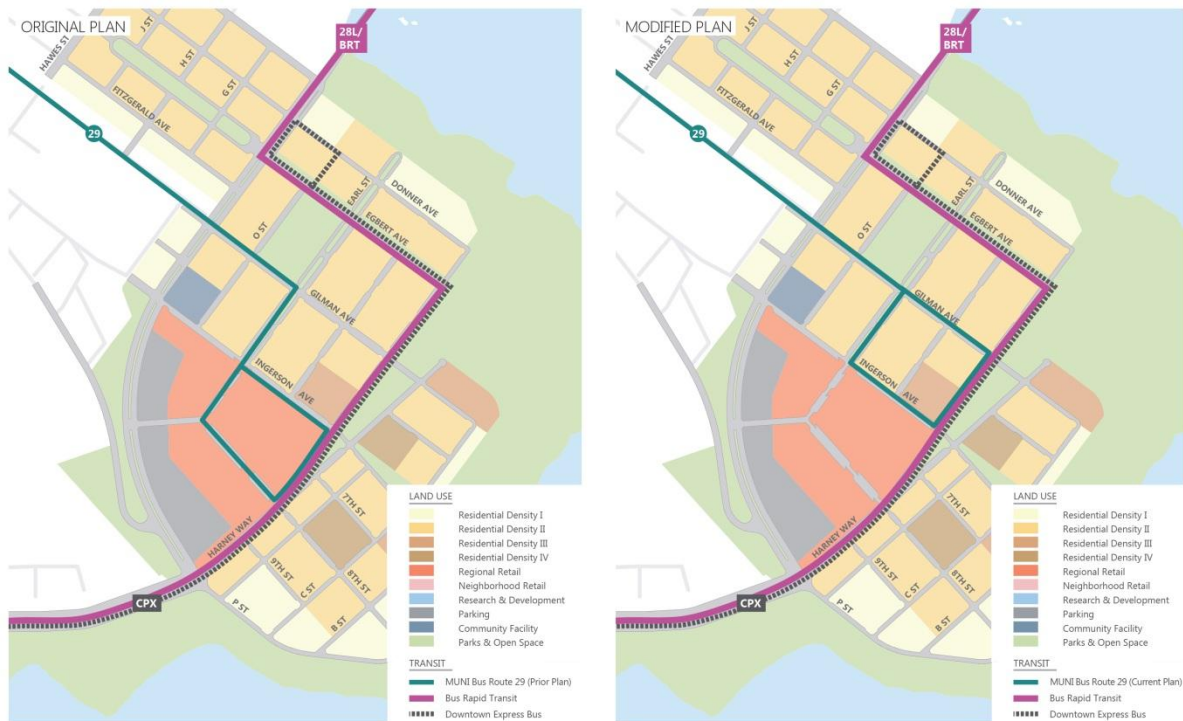 ORIGINAL PLAN
28L/
BRT
HAWES ST
J ST
H ST
G ST
FITZGERALD AVE
29
EARL ST
DONNER AVE
EGBERT AVE
O ST
GILMAN AVE
INGERSON
AVE
HARNEY WAY
7TH ST
8TH ST
9TH ST
C ST
B ST
P ST
CPX
LAND USE
Residential Density I
Residential Density II
Residential Density III
Residential Density IV
Regional Retail
Neighborhood Retail
Research & Development
Parking
Community Facility
Parks & Open Space
TRANSIT
MUNI Bus Route 29 (Prior Plan)
Bus Rapid Transit
Downtown Express Bus
MODIFIED PLAN
28L/
BRT
HAWES ST
J ST
H ST
G ST
FITZGERALD AVE
29
EARL ST
DONNER AVE
EGBERT AVE
O ST
GILMAN AVE
INGERSON
AVE
HARNEY WAY
7TH ST
8TH ST
9TH ST
C ST
B ST
P ST
CPX
LAND USE
Residential Density I
Residential Density II
Residential Density III
Residential Density IV
Regional Retail
Neighborhood Retail
Research & Development
Parking
Community Facility
Parks & Open Space
TRANSIT
MUNI Bus Route 29 (Current Plan)
Bus Rapid Transit
Downtown Express Bus